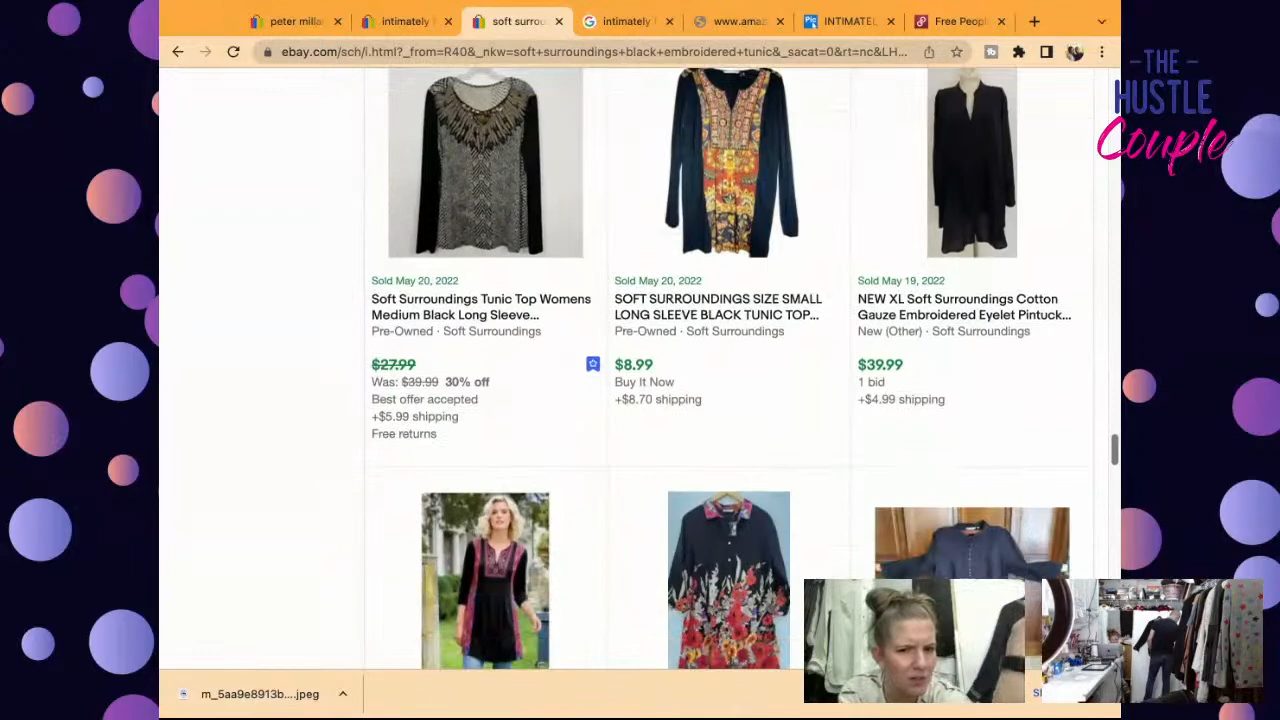 peter milla
intimately
soft surrou
intimately
www.ama
INTIMATEL
Free Peopl
THE
HUSTLE
Couple
ebay.com/sch/i.html?_from=R40&_nkw=soft+surroundings+black+embroidered+tunic&_sacat=0&rt=nc&LH...
Sold May 20, 2022
Soft Surroundings Tunic Top Womens
Medium Black Long Sleeve...
Pre-Owned · Soft Surroundings
$27.99
Was: $39.99 30% off
Best offer accepted
+$5.99 shipping
Free returns
Sold May 20, 2022
SOFT SURROUNDINGS SIZE SMALL
LONG SLEEVE BLACK TUNIC TOP...
Pre-Owned · Soft Surroundings
$8.99
Buy It Now
+$8.70 shipping
Sold May 19, 2022
NEW XL Soft Surroundings Cotton
Gauze Embroidered Eyelet Pintuck...
New (Other) · Soft Surroundings
$39.99
1 bid
+$4.99 shipping
m_5aa9e8913b....jpeg